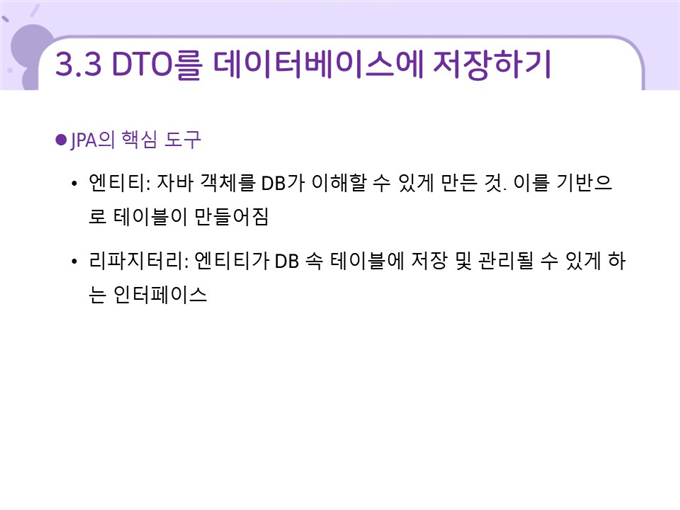 3.3 DTO를 데이터베이스에 저장하기
●JPA의 핵심 도구
• 엔티티: 자바 객체를 DB가 이해할 수 있게 만든 것. 이를 기반으
로 테이블이 만들어짐
• 리파지터리: 엔티티가 DB 속 테이블에 저장 및 관리될 수 있게 하
는 인터페이스